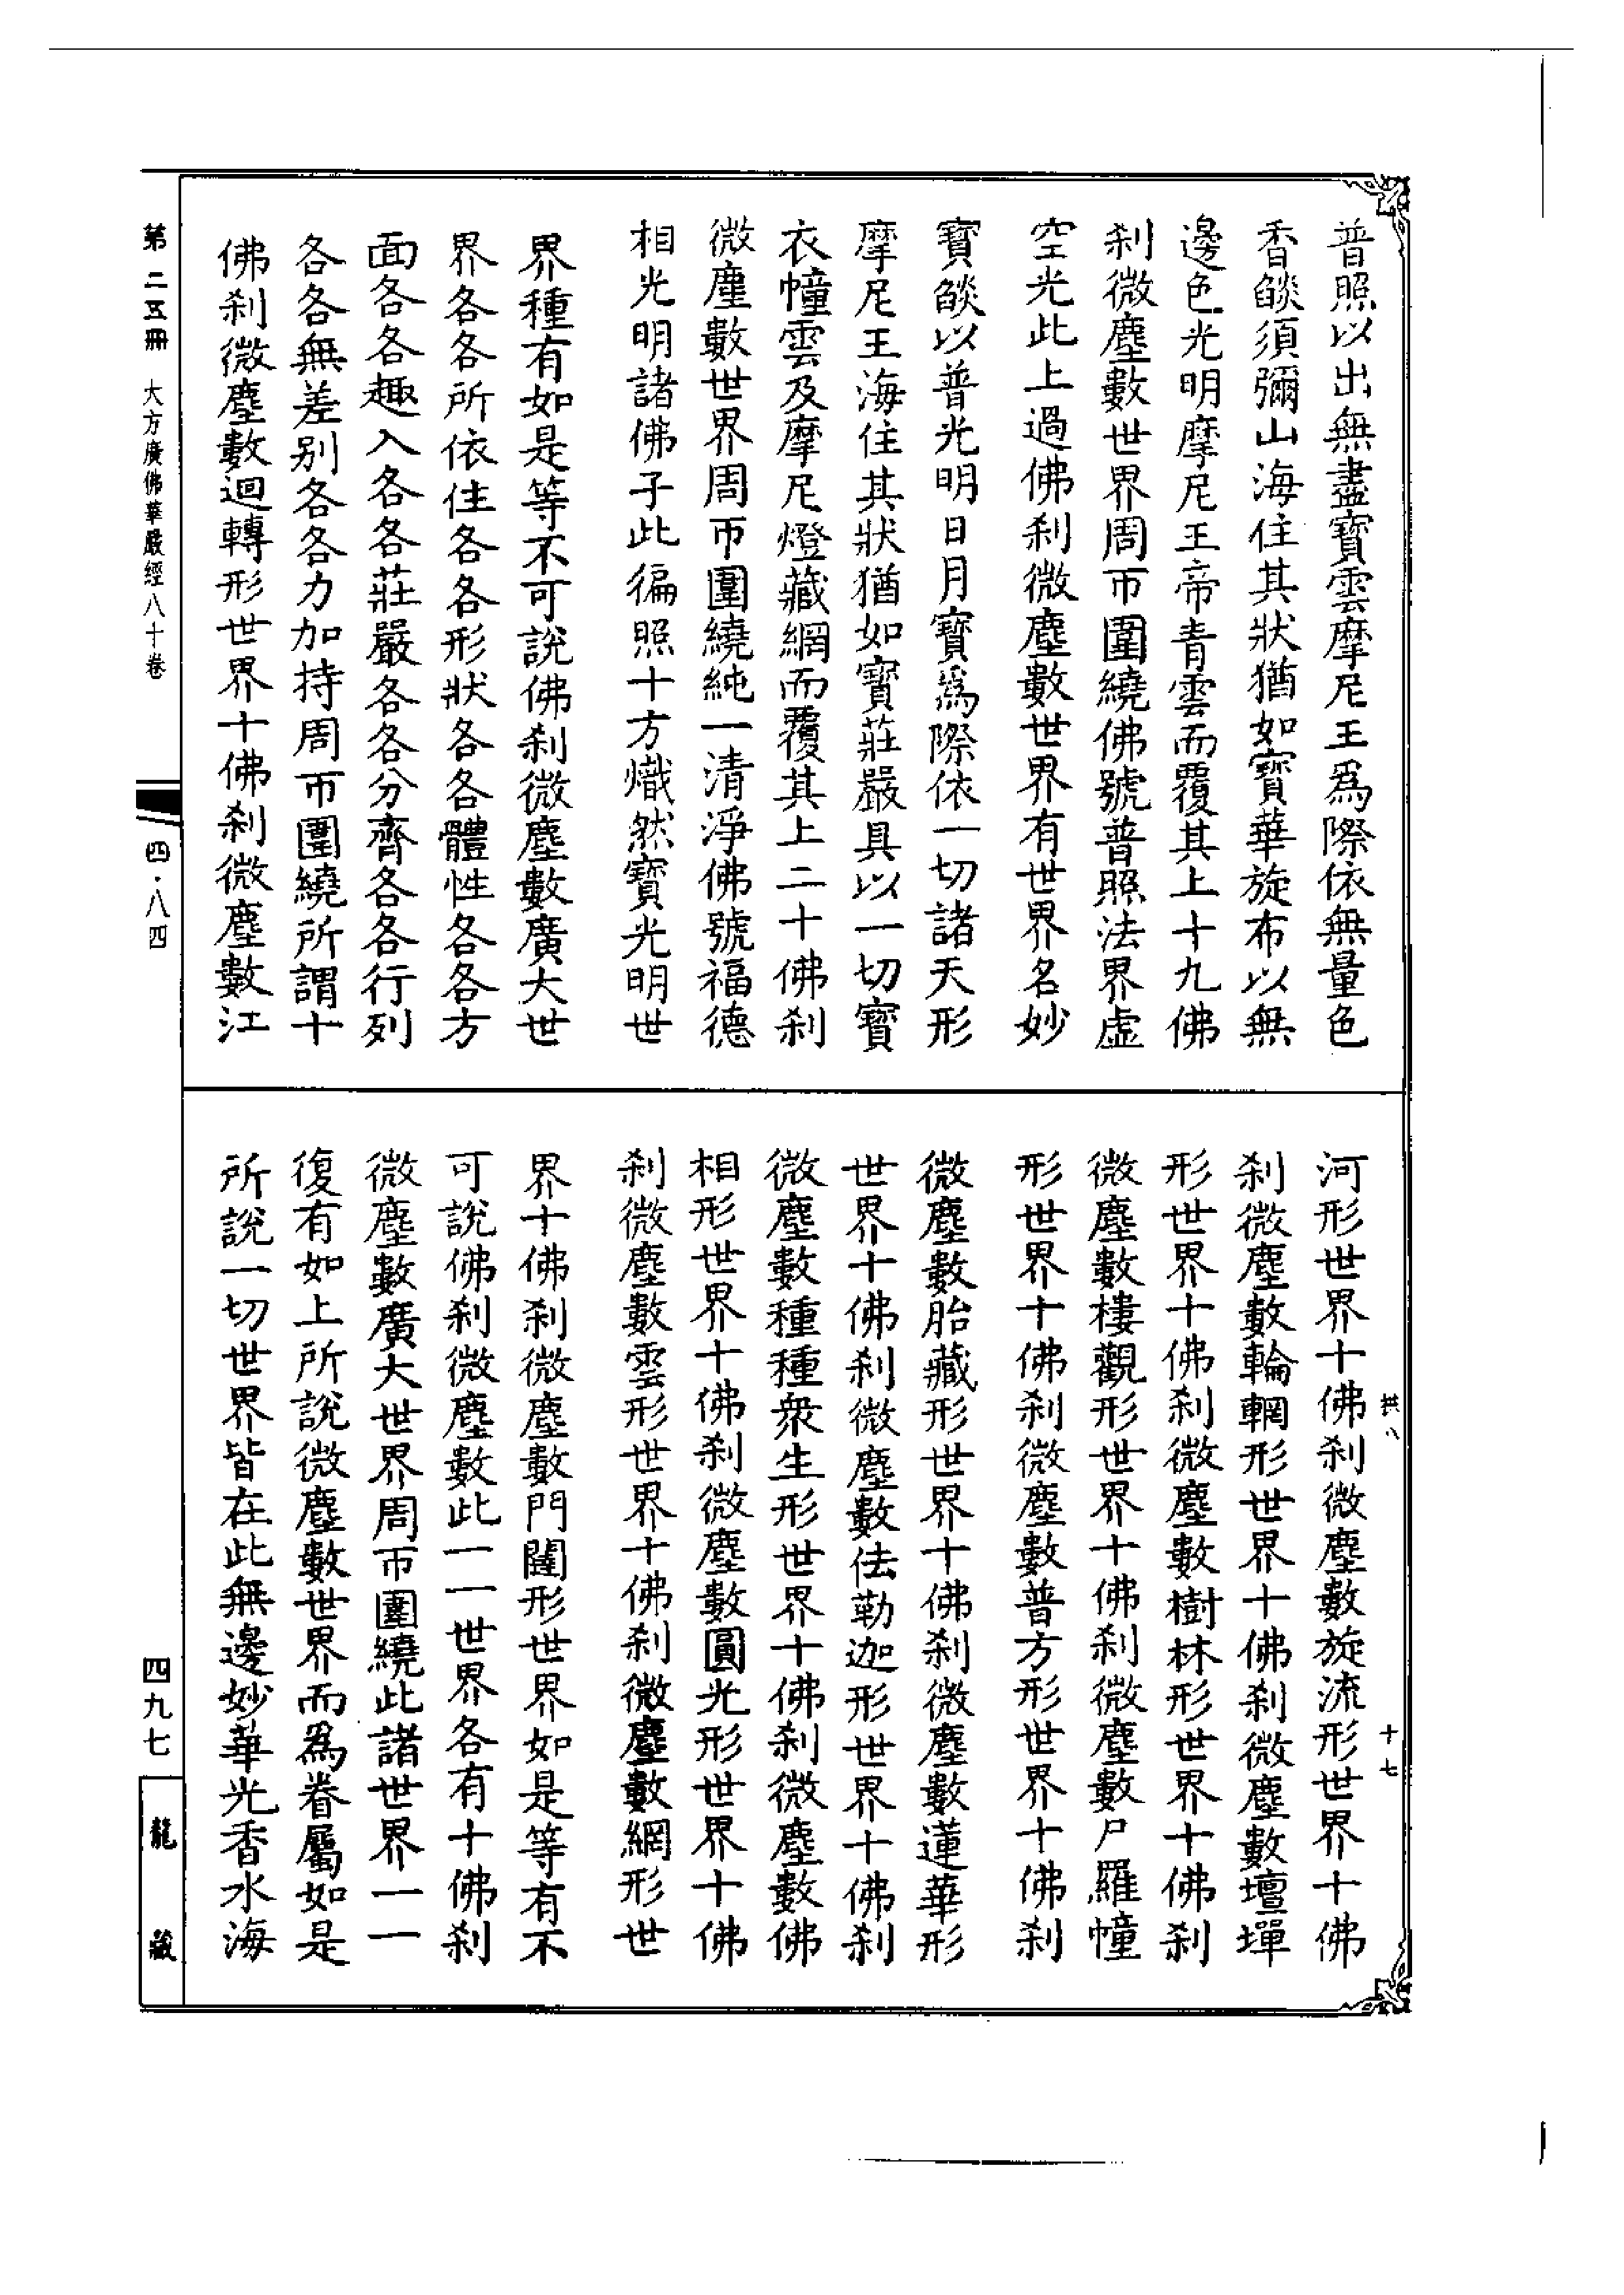 普照以出無盡寶雲摩尼王爲際依無量色
香燄須彌山海住其狀猶如寶華旋布以無
邊色光明摩尼王帝青雲而覆其上十九佛
刹微塵數世界周帀圍繞佛號普照法界虛
空光此上過佛刹微塵數世界有世界名妙
寶燄以普光明日月寶爲際依一切諸天形
摩尼王海住其狀猶如寶莊嚴具以一切寶
衣幢雲及摩尼燈藏網而覆其上二十佛刹
微塵數世界周帀圍繞純一清淨佛號福德
相光明諸佛子此徧照十方熾然寶光明世
界種有如是等不可說佛刹微塵數廣大世
界各各所依住各各形狀各各體性各各方
面各各趣入各各莊嚴各各分齊各各行列
各各無差别各各力加持周帀圍繞所謂十
佛刹微塵數迴轉形世界十佛刹微塵數江
河形世界十佛刹微塵數旋流形世界十佛
刹微塵數輪輞形世界十佛刹微塵數壇墠
形世界十佛刹微塵數樹林形世界十佛刹
微塵數樓觀形世界十佛刹微塵數尸羅幢
形世界十佛刹微塵數普方形世界十佛刹
微塵數胎藏形世界十佛刹微塵數蓮華形
世界十佛刹微塵數佉勒迦形世界十佛刹
微塵數種種衆生形世界十佛刹微塵數佛
相形世界十佛刹微塵數圓光形世界十佛
刹微塵數雲形世界十佛刹微塵數網形世
界十佛刹微塵數門闥形世界如是等有不
可說佛刹微塵數此一一世界各有十佛刹
微塵數廣大世界周帀圍繞此諸世界一一
復有如上所說微塵數世界而爲眷屬如是
所說一切世界皆在此無邊妙華光香水海
拱八
十七
第二五冊 大方廣佛華嚴經八十卷
四·八四
四九七
龍藏